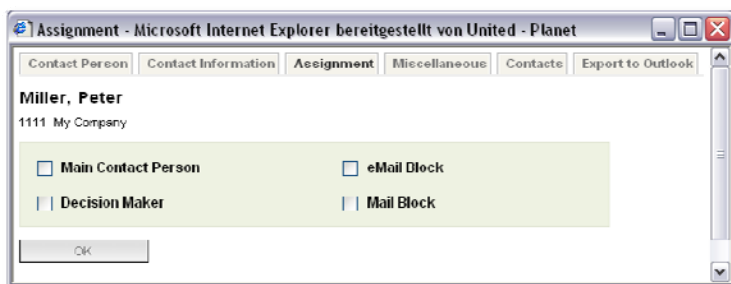 Assignment - Microsoft Internet Explorer bereitgestellt von United - Planet
Contact Person Contact Information Assignment Miscellaneous Contacts Export to Outlook
Miller, Peter
1111 My Company
Main Contact Person eMail Block
Decision Maker Mail Block
OK